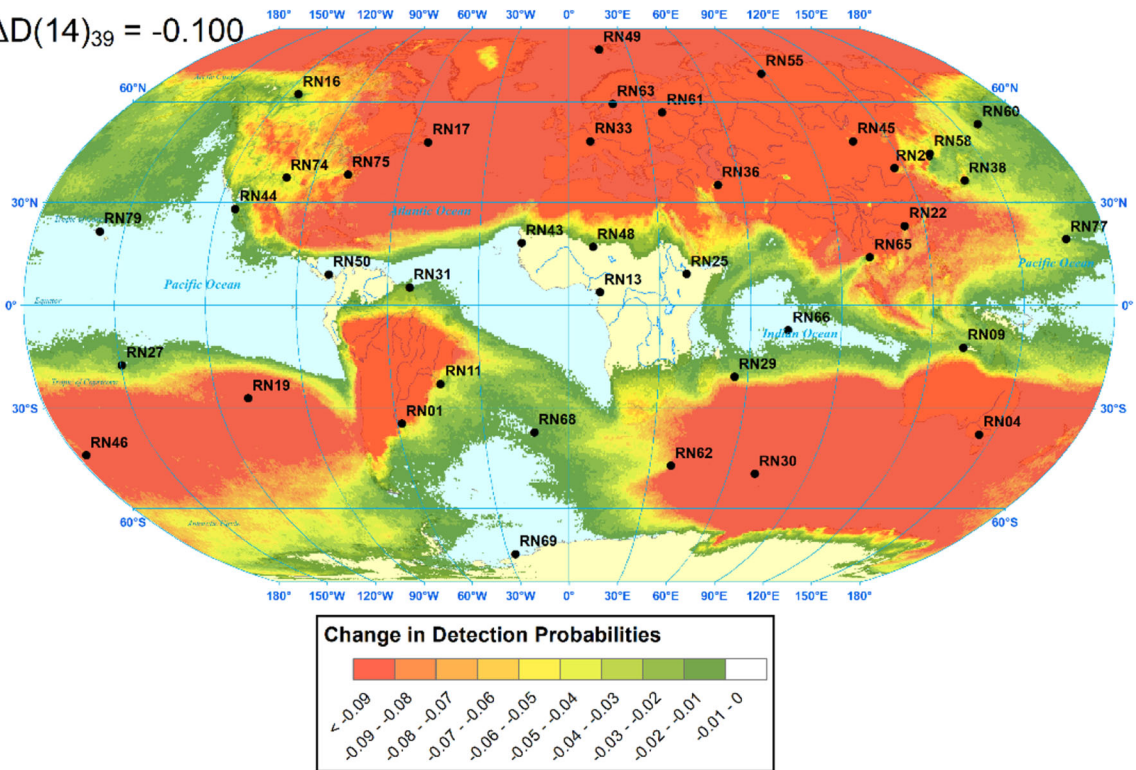 ΔD(14)39 = -0.100
180° 150°W 120°W 90°W 60°W 30°W 0° 30°E 60°E 90°E 120°E 150°E 180°
RN49
RN55
RN16
Arctic Circle
60°N
RN63
RN61
60°N
RN60
RN17
RN33
RN45
RN58
RN74
RN75
RN36
RN38
RN44
30°N
Atlantic Ocean
30°N
RN79
RN43
RN48
RN22
RN77
RN50
RN25
RN65
Pacific Ocean
Pacific Ocean
RN31
RN13
0°
Equator
0°
RN66
Indian Ocean
RN09
RN27
RN29
RN11
RN19
30°S
RN01
30°S
RN68
RN04
RN46
RN62
RN30
60°S
Antarctic Circle
60°S
RN69
180° 150°W 120°W 90°W 60°W 30°W 0° 30°E 60°E 90°E 120°E 150°E 180°
Change in Detection Probabilities
< -0.09
-0.09 - -0.08
-0.08 - -0.07
-0.07 - -0.06
-0.06 - -0.05
-0.05 - -0.04
-0.04 - -0.03
-0.03 - -0.02
-0.02 - -0.01
-0.01 - 0